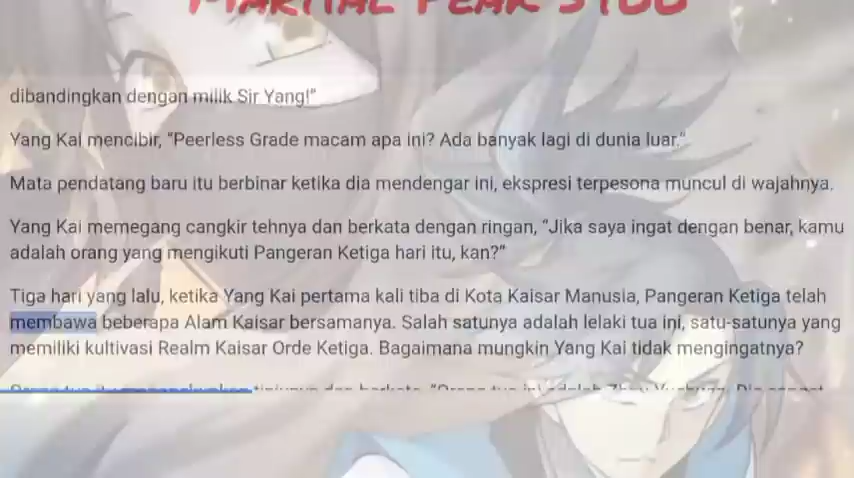 MARTIAL PEAK 3100
dibandingkan dengan milik Sir Yang!"
Yang Kai mencibir, "Peerless Grade macam apa ini? Ada banyak lagi di dunia luar."
Mata pendatang baru itu berbinar ketika dia mendengar ini, ekspresi terpesona muncul di wajahnya.
Yang Kai memegang cangkir tehnya dan berkata dengan ringan, "Jika saya ingat dengan benar, kamu
adalah orang yang mengikuti Pangeran Ketiga hari itu, kan?"
Tiga hari yang lalu, ketika Yang Kai pertama kali tiba di Kota Kaisar Manusia, Pangeran Ketiga telah
membawa beberapa Alam Kaisar bersamanya. Salah satunya adalah lelaki tua ini, satu-satunya yang
memiliki kultivasi Realm Kaisar Orde Ketiga. Bagaimana mungkin Yang Kai tidak mengingatnya?